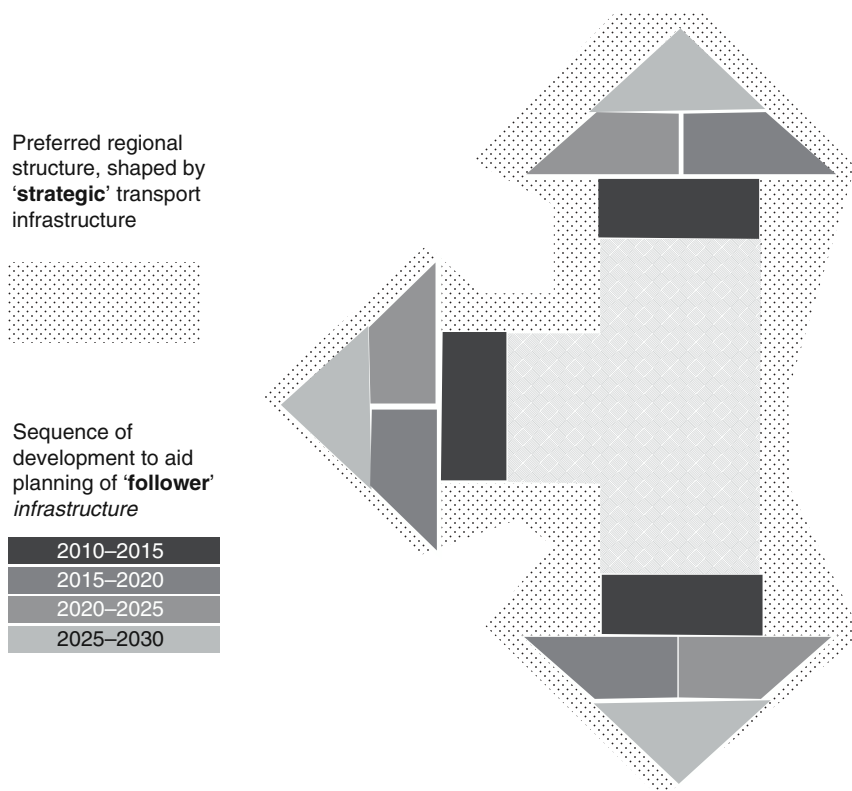 Preferred regional
structure, shaped by
‘strategic’ transport
infrastructure
Sequence of
development to aid
planning of ‘follower’
infrastructure
2010–2015
2015–2020
2020–2025
2025–2030